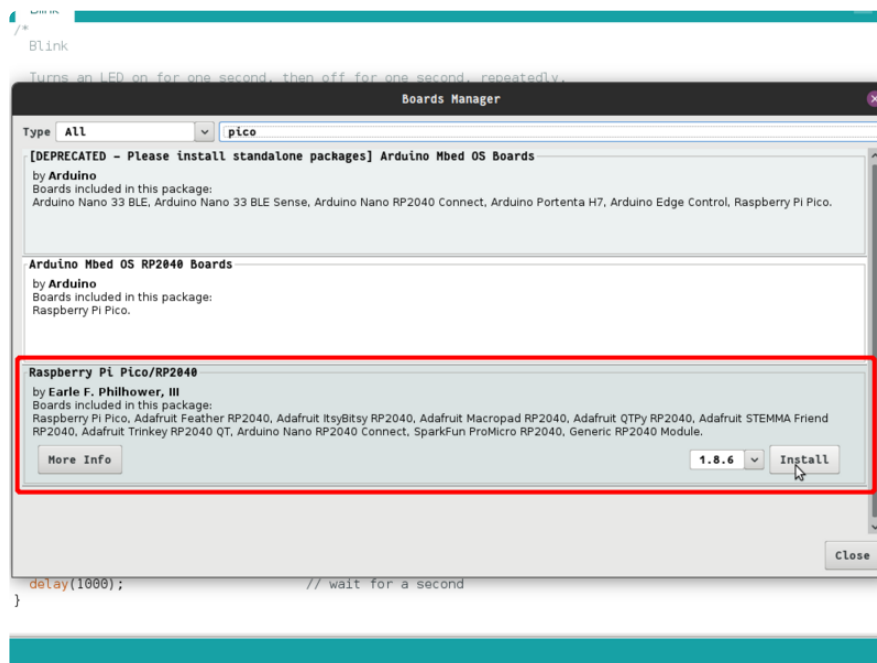 Blink
/*
Blink
Turns an LED on for one second, then off for one second, repeatedly.
Boards Manager
Type All pico
[DEPRECATED - Please install standalone packages] Arduino Mbed OS Boards
by Arduino
Boards included in this package:
Arduino Nano 33 BLE, Arduino Nano 33 BLE Sense, Arduino Nano RP2040 Connect, Arduino Portenta H7, Arduino Edge Control, Raspberry Pi Pico.
Arduino Mbed OS RP2040 Boards
by Arduino
Boards included in this package:
Raspberry Pi Pico.
Raspberry Pi Pico/RP2040
by Earle F. Philhower, III
Boards included in this package:
Raspberry Pi Pico, Adafruit Feather RP2040, Adafruit ItsyBitsy RP2040, Adafruit Macropad RP2040, Adafruit QTPy RP2040, Adafruit STEMMA Friend
RP2040, Adafruit Trinkey RP2040 QT, Arduino Nano RP2040 Connect, SparkFun ProMicro RP2040, Generic RP2040 Module.
More Info 1.8.6 Install
Close
delay(1000); // wait for a second
}